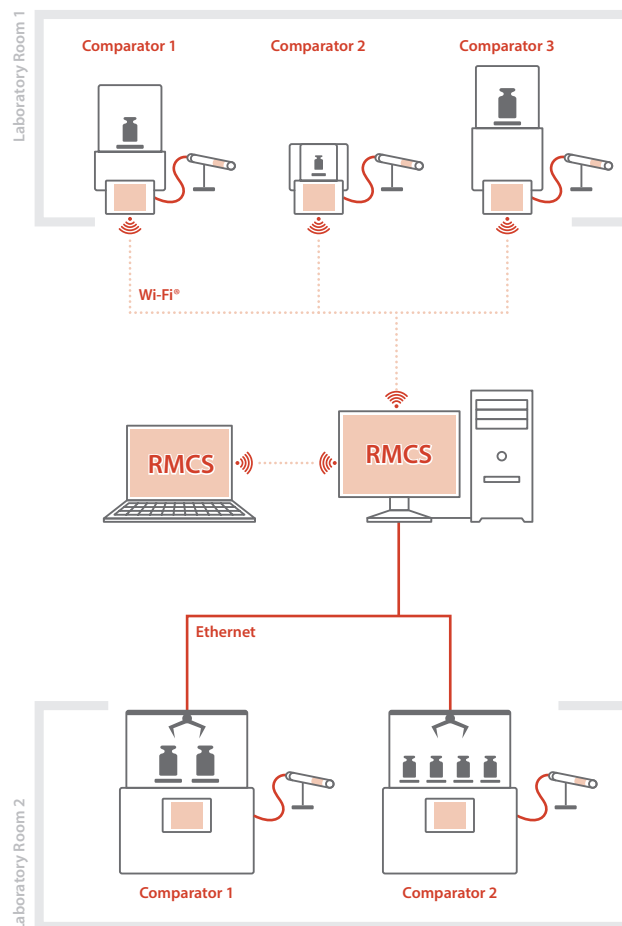 Laboratory Room 1
Comparator 1
Comparator 2
Comparator 3
Wi-Fi®
RMCS
RMCS
Ethernet
Laboratory Room 2
Comparator 1
Comparator 2